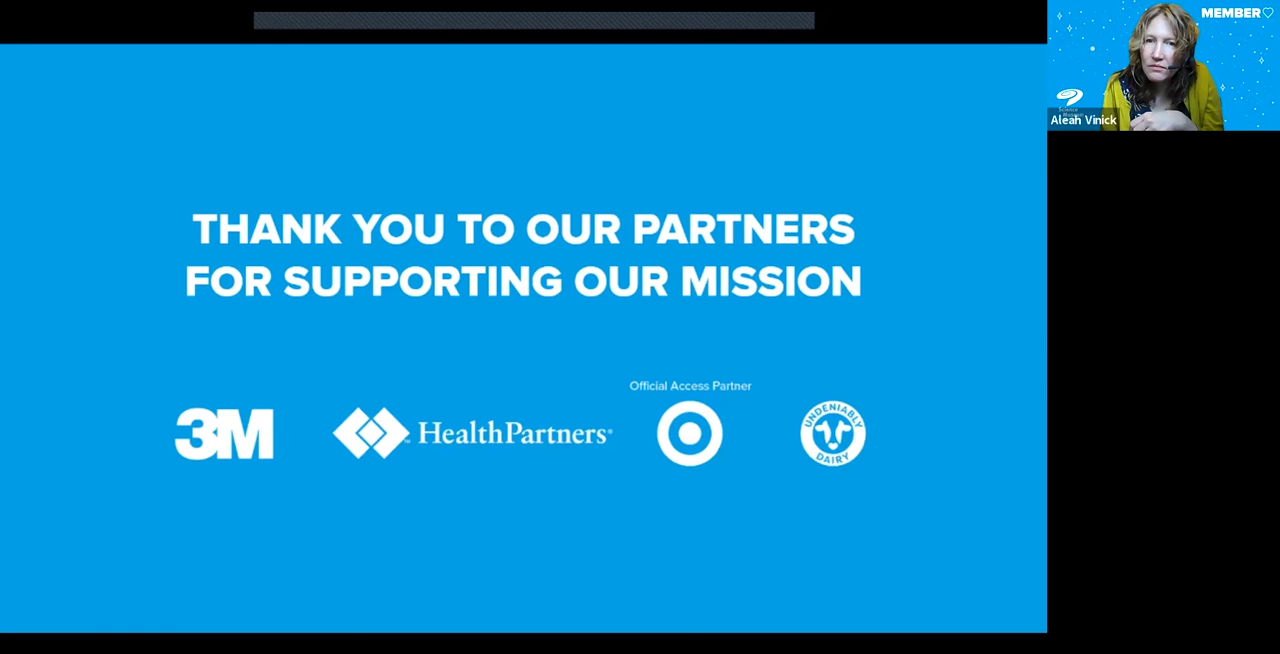 MEMBER
Science
Aleah Vinick
THANK YOU TO OUR PARTNERS
FOR SUPPORTING OUR MISSION
Official Access Partner
3M
HealthPartners®
UNDENIABLY
DAIRY